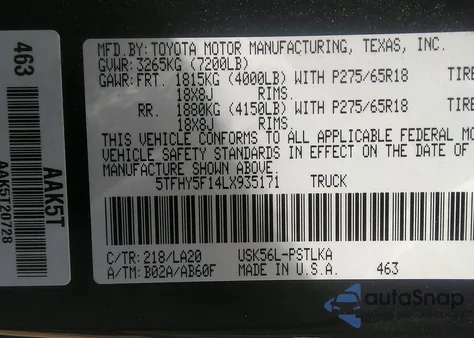 463
AAK5T
AAK5T20728
MFD. BY: TOYOTA MOTOR MANUFACTURING, TEXAS, INC.
GVWR: 3265KG (7200LB)
GAWR: FRT. 1815KG (4000LB) WITH P275/65R18 TIRE
18X8J RIMS.
RR. 1880KG (4150LB) WITH P275/65R18 TIRE
18X8J RIMS.
THIS VEHICLE CONFORMS TO ALL APPLICABLE FEDERAL MO
VEHICLE SAFETY STANDARDS IN EFFECT ON THE DATE OF
MANUFACTURE SHOWN ABOVE.
5TFHY5F14LX935171 TRUCK
C/TR: 218/LA20 USK56L-PSTLKA
A/TM: B02A/AB60F MADE IN U.S.A. 463
autoSnap